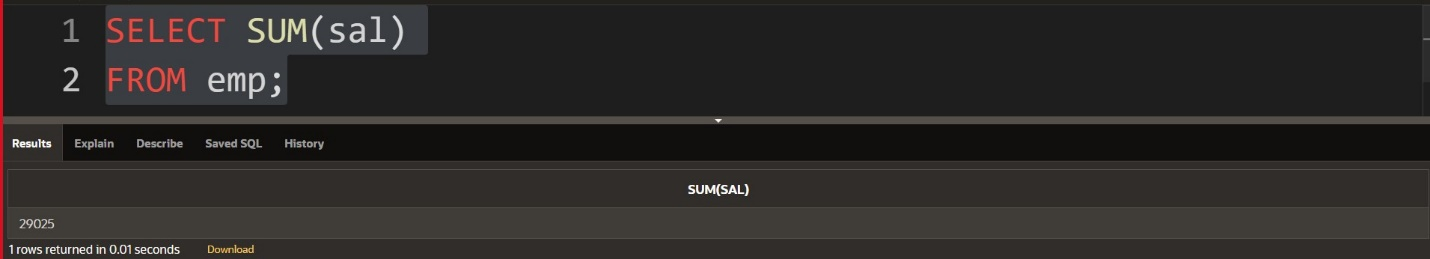 1 SELECT SUM(sal)
2 FROM emp;
Results Explain Describe Saved SQL History
SUM(SAL)
29025
1 rows returned in 0.01 seconds Download